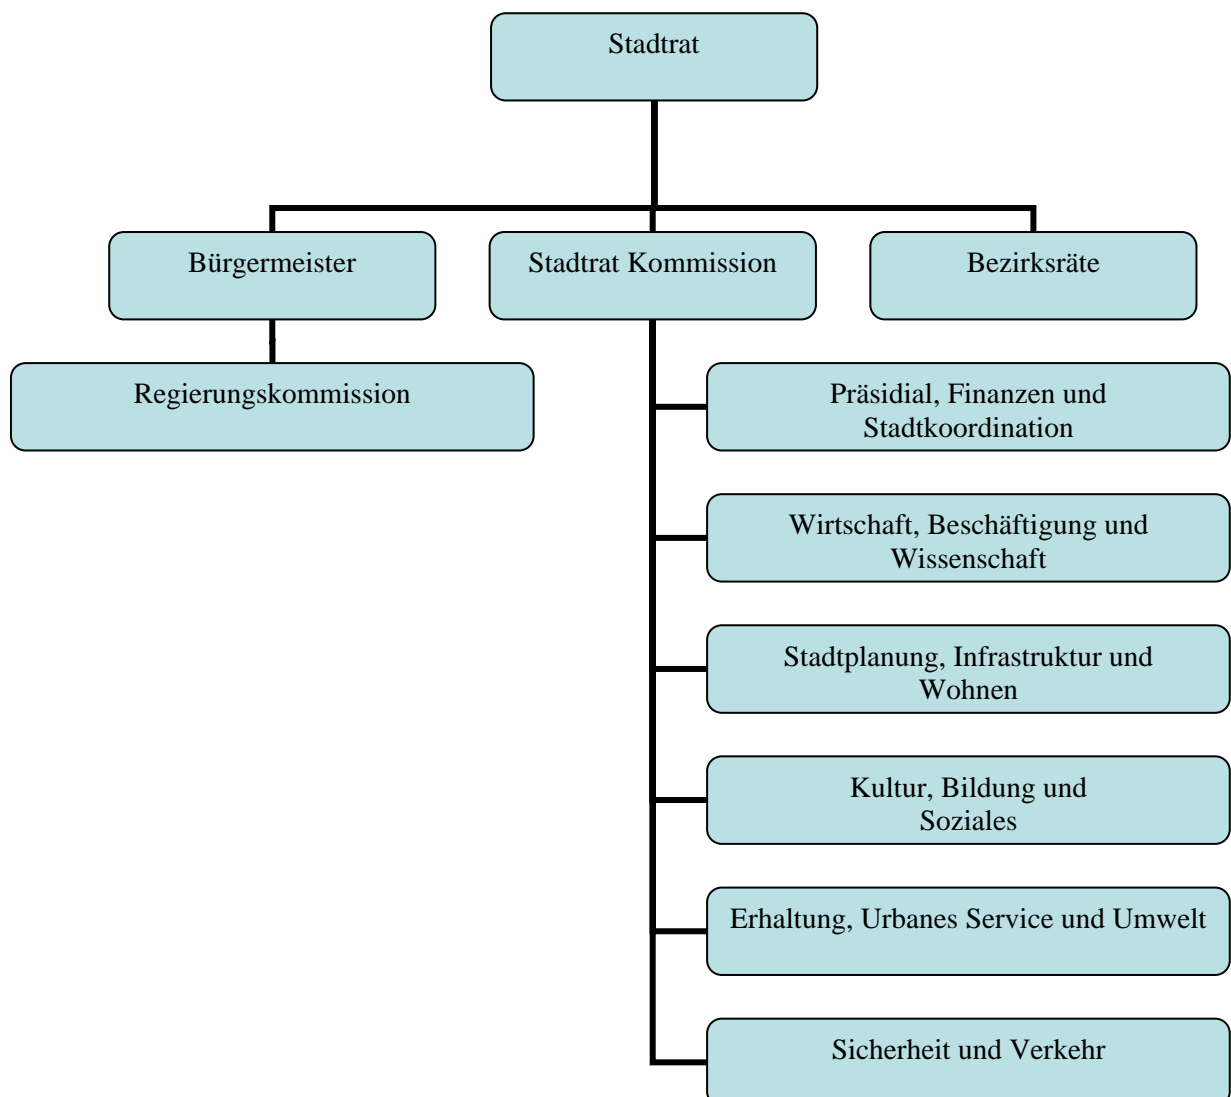 Stadtrat
Bürgermeister
Stadtrat Kommission
Bezirksräte
Regierungskommission
Präsidial, Finanzen und
Stadtkoordination
Wirtschaft, Beschäftigung und
Wissenschaft
Stadtplanung, Infrastruktur und
Wohnen
Kultur, Bildung und
Soziales
Erhaltung, Urbanes Service und Umwelt
Sicherheit und Verkehr